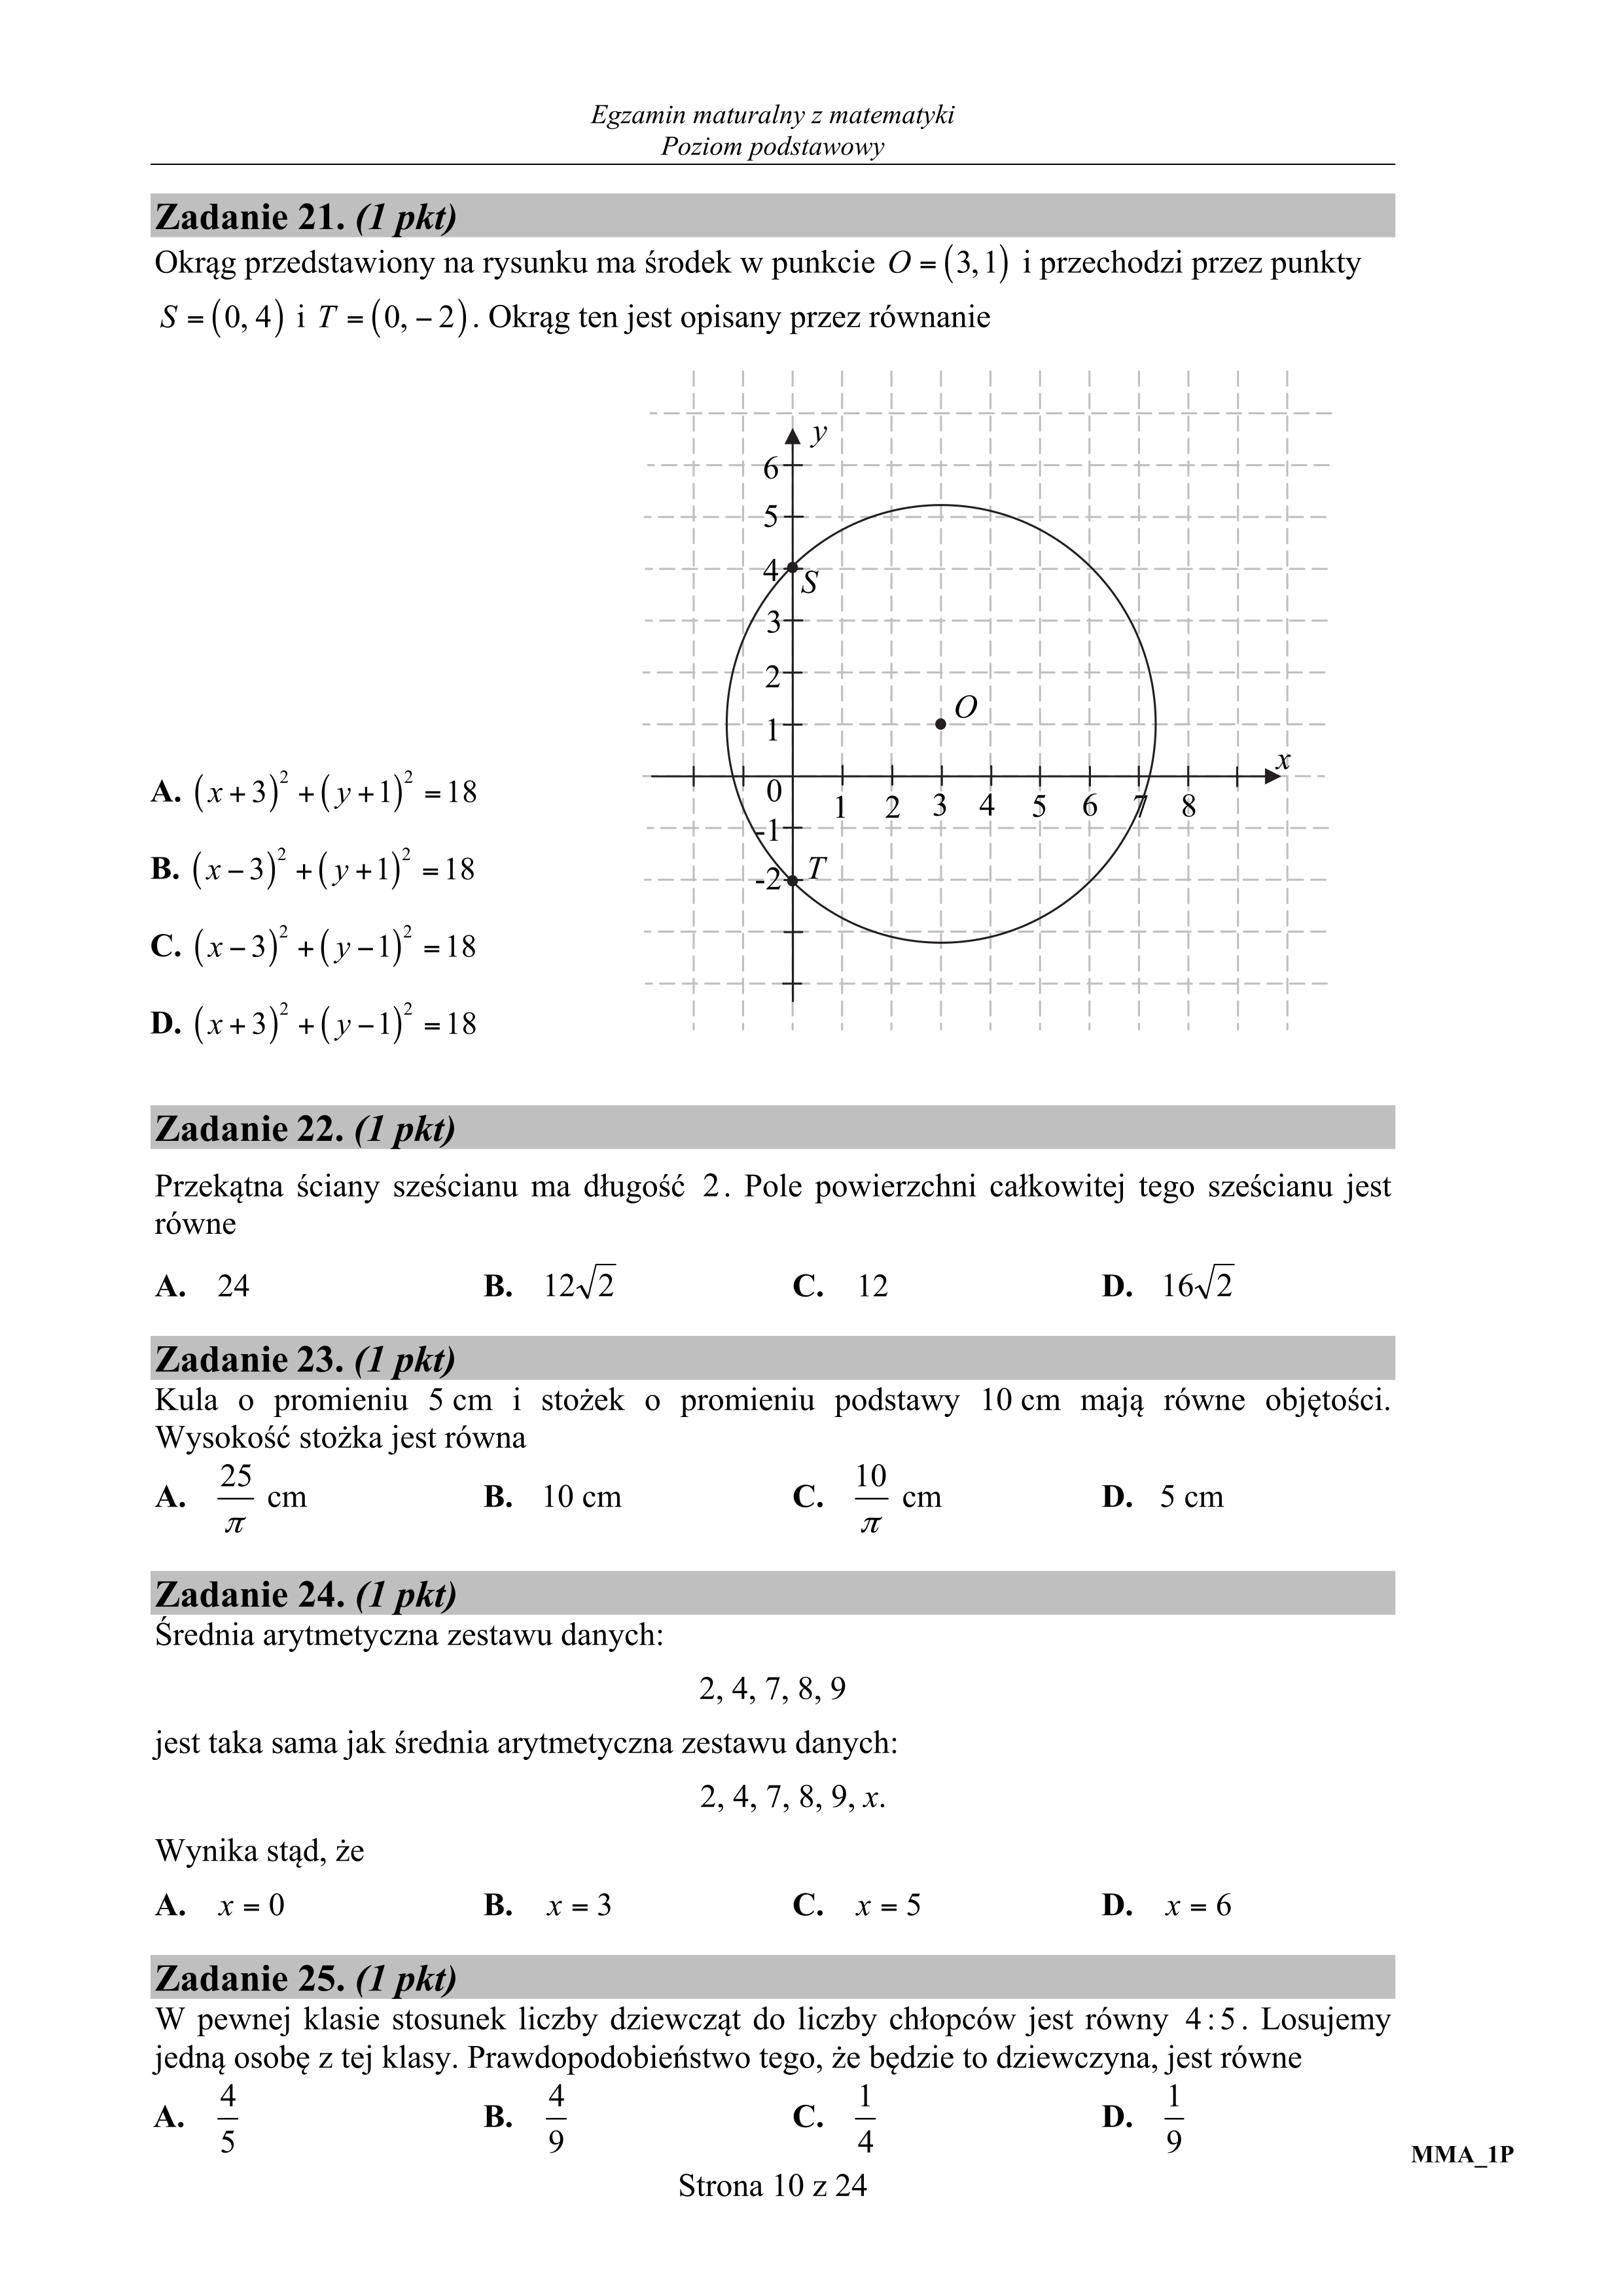 Egzamin maturalny z matematyki
Poziom podstawowy
Zadanie 21. (1 pkt)
Okrąg przedstawiony na rysunku ma środek w punkcie O = (3, 1) i przechodzi przez punkty
S = (0, 4) i T = (0, − 2). Okrąg ten jest opisany przez równanie
y
6
5
4
S
3
2
O
1
x
0
1 2 3 4 5 6 7 8
-1
T
-2
A. (x + 3)² + (y + 1)² = 18
B. (x − 3)² + (y + 1)² = 18
C. (x − 3)² + (y − 1)² = 18
D. (x + 3)² + (y − 1)² = 18
Zadanie 22. (1 pkt)
Przekątna ściany sześcianu ma długość 2. Pole powierzchni całkowitej tego sześcianu jest
równe
A. 24 B. 12√2 C. 12 D. 16√2
Zadanie 23. (1 pkt)
Kula o promieniu 5 cm i stożek o promieniu podstawy 10 cm mają równe objętości.
Wysokość stożka jest równa
A. 25/π cm B. 10 cm C. 10/π cm D. 5 cm
Zadanie 24. (1 pkt)
Średnia arytmetyczna zestawu danych:
2, 4, 7, 8, 9
jest taka sama jak średnia arytmetyczna zestawu danych:
2, 4, 7, 8, 9, x.
Wynika stąd, że
A. x = 0 B. x = 3 C. x = 5 D. x = 6
Zadanie 25. (1 pkt)
W pewnej klasie stosunek liczby dziewcząt do liczby chłopców jest równy 4 : 5. Losujemy
jedną osobę z tej klasy. Prawdopodobieństwo tego, że będzie to dziewczyna, jest równe
A. 4/5 B. 4/9 C. 1/4 D. 1/9
MMA_1P
Strona 10 z 24